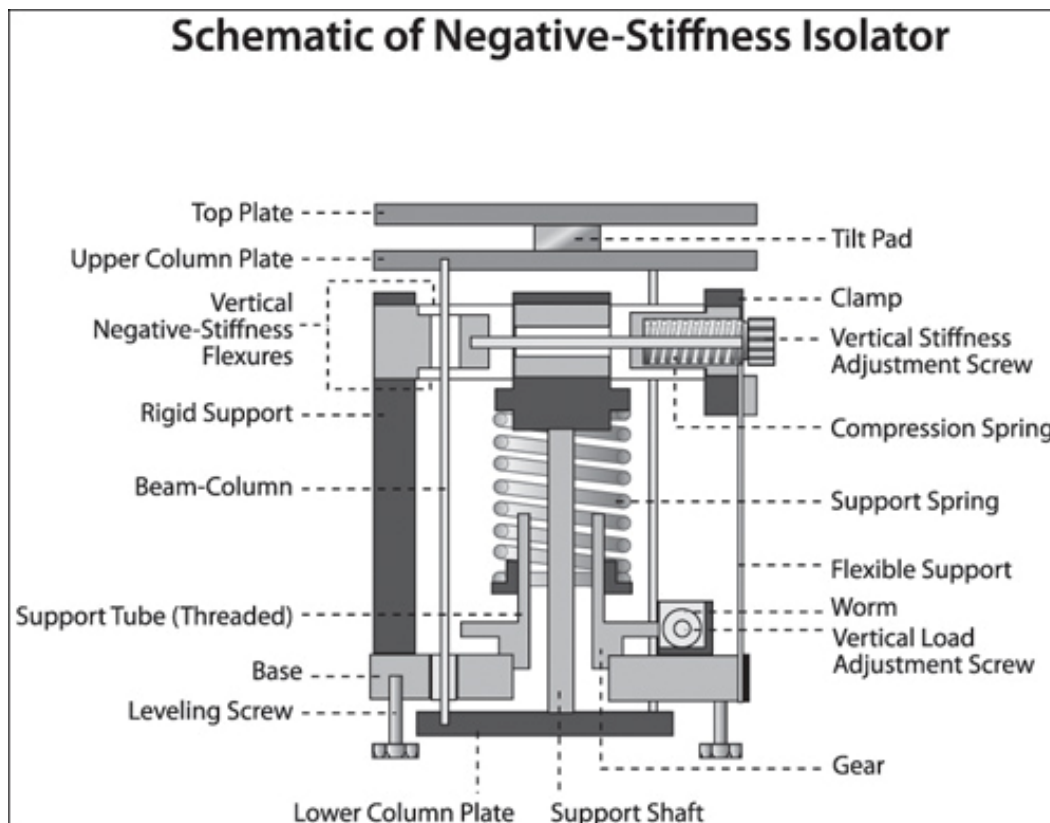 Schematic of Negative-Stiffness Isolator
Top Plate
Tilt Pad
Upper Column Plate
Vertical
Negative-Stiffness
Flexures
Clamp
Vertical Stiffness
Adjustment Screw
Rigid Support
Compression Spring
Beam-Column
Support Spring
Flexible Support
Support Tube (Threaded)
Worm
Vertical Load
Adjustment Screw
Base
Leveling Screw
Gear
Lower Column Plate
Support Shaft